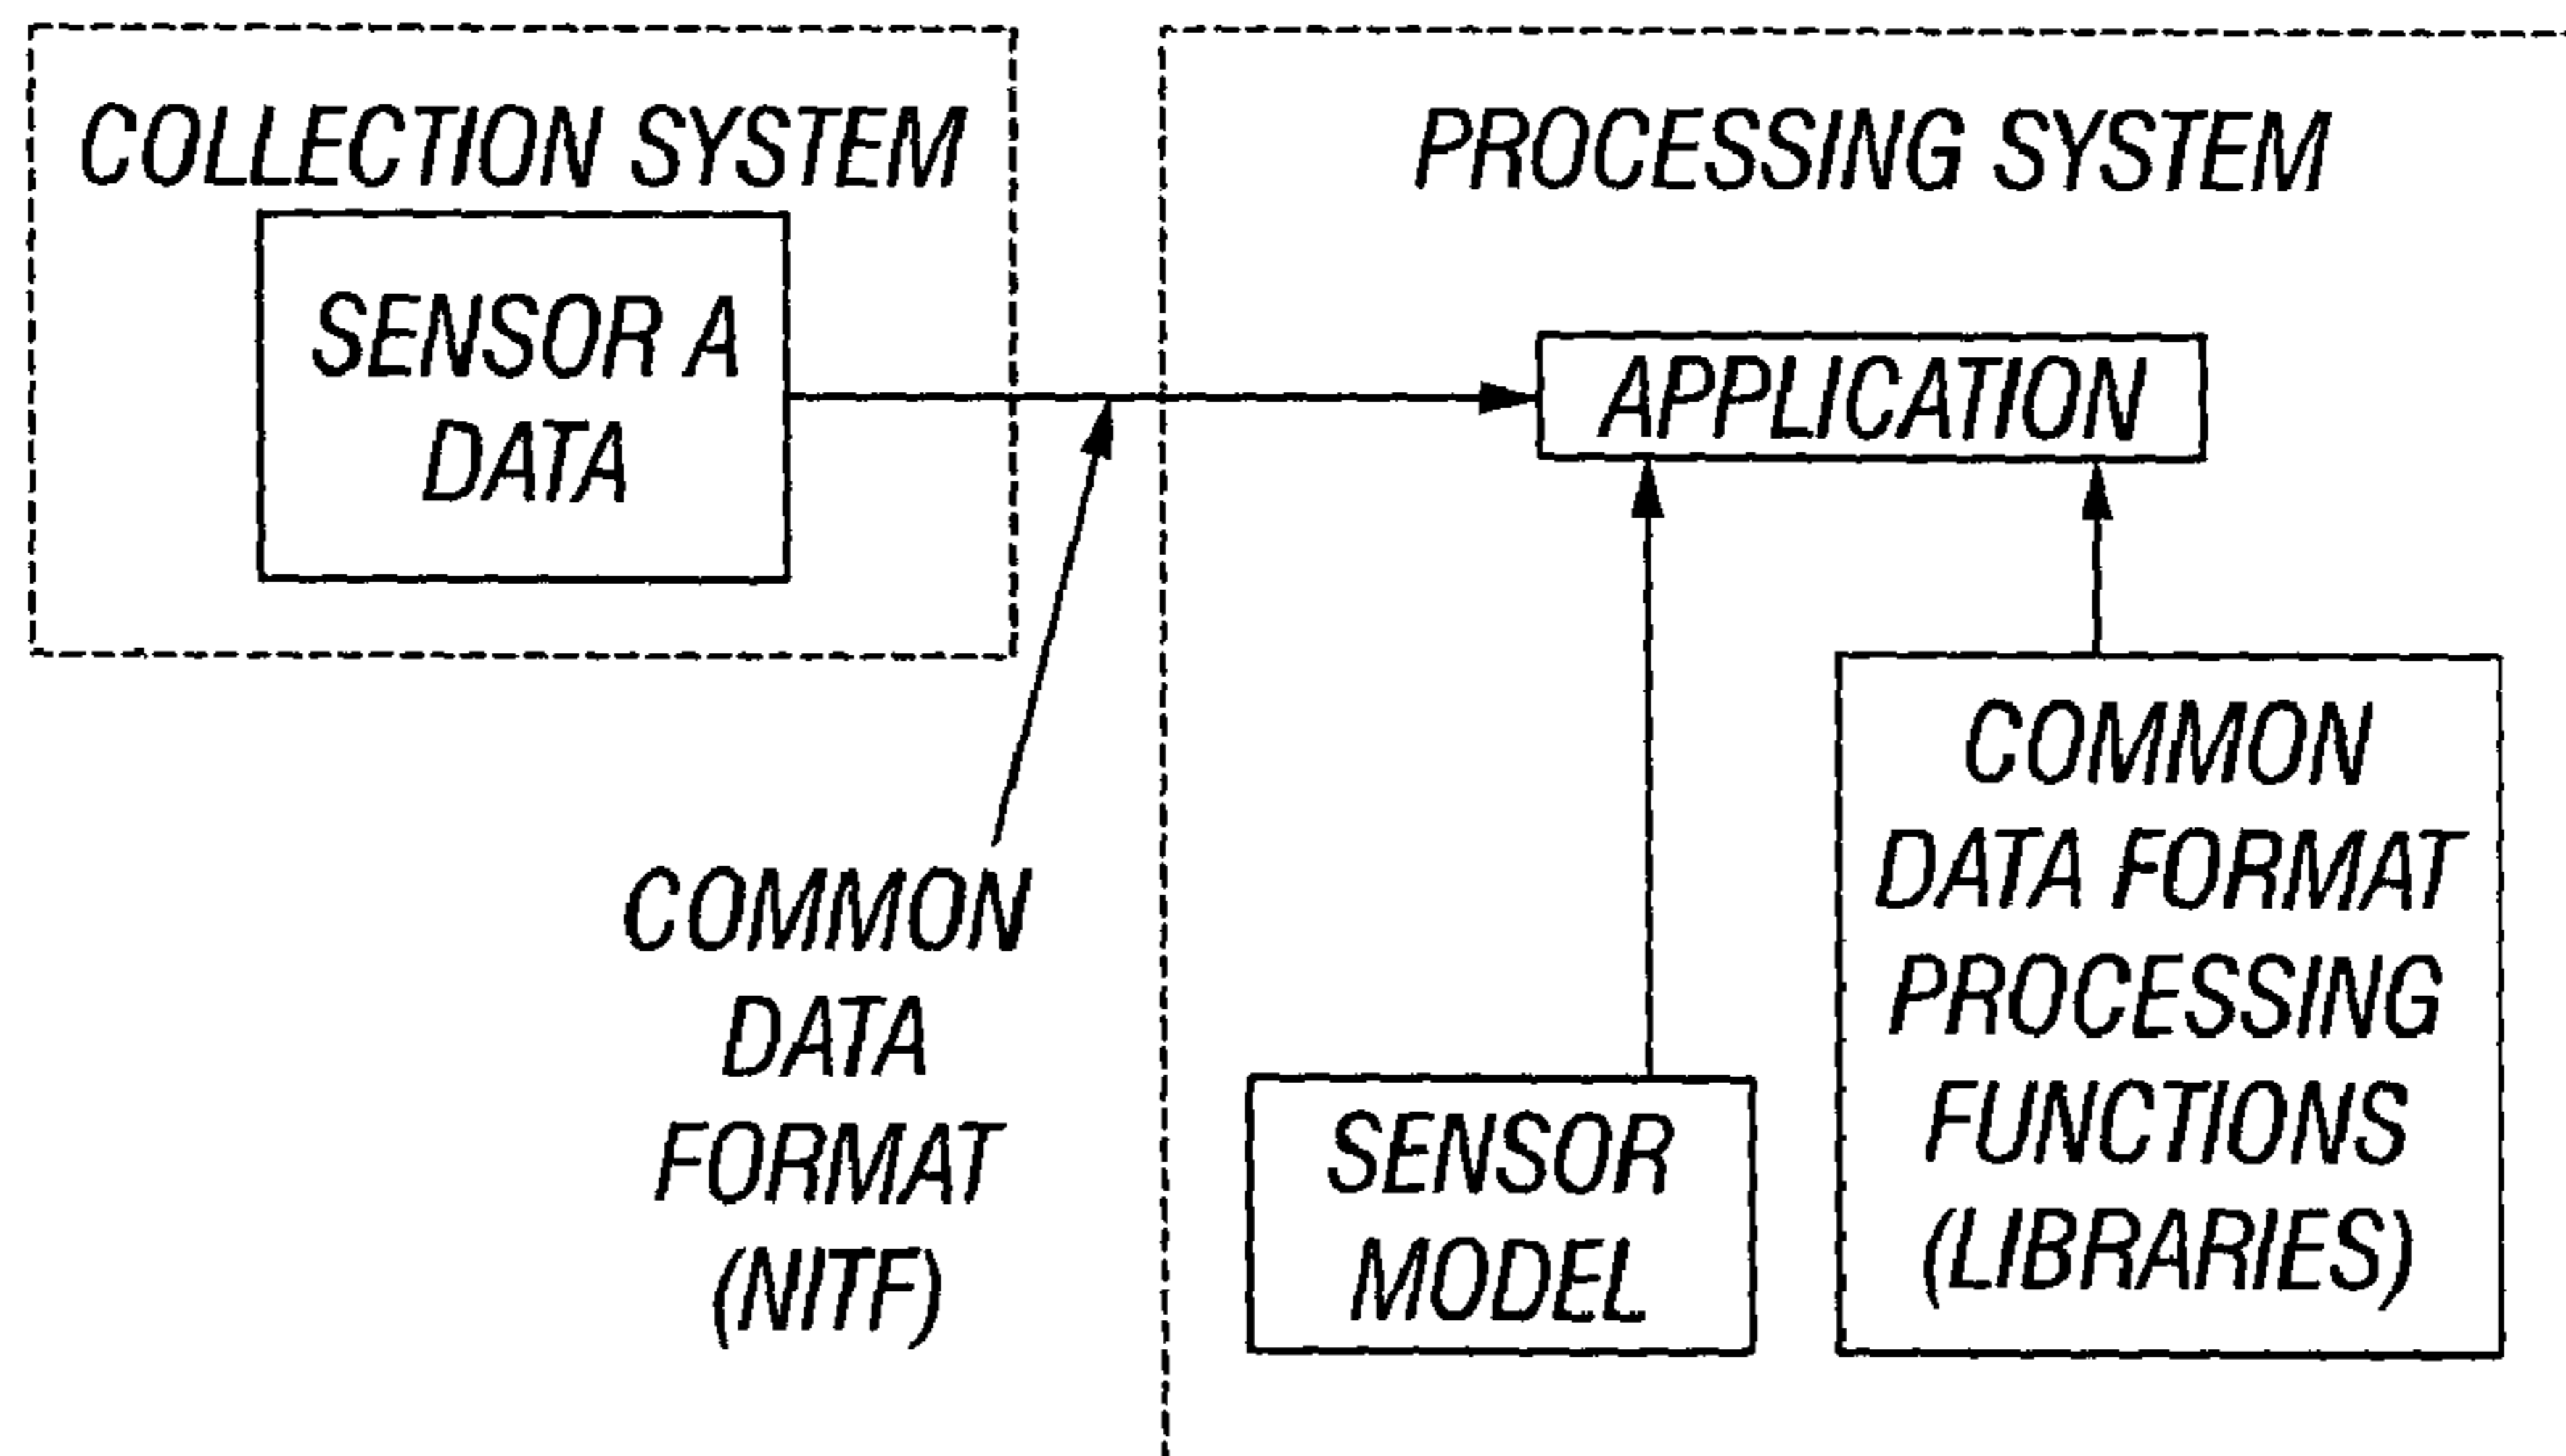 COLLECTION SYSTEM
SENSOR A
DATA
COMMON
DATA
FORMAT
(NITF)
PROCESSING SYSTEM
APPLICATION
SENSOR
MODEL
COMMON
DATA FORMAT
PROCESSING
FUNCTIONS
(LIBRARIES)